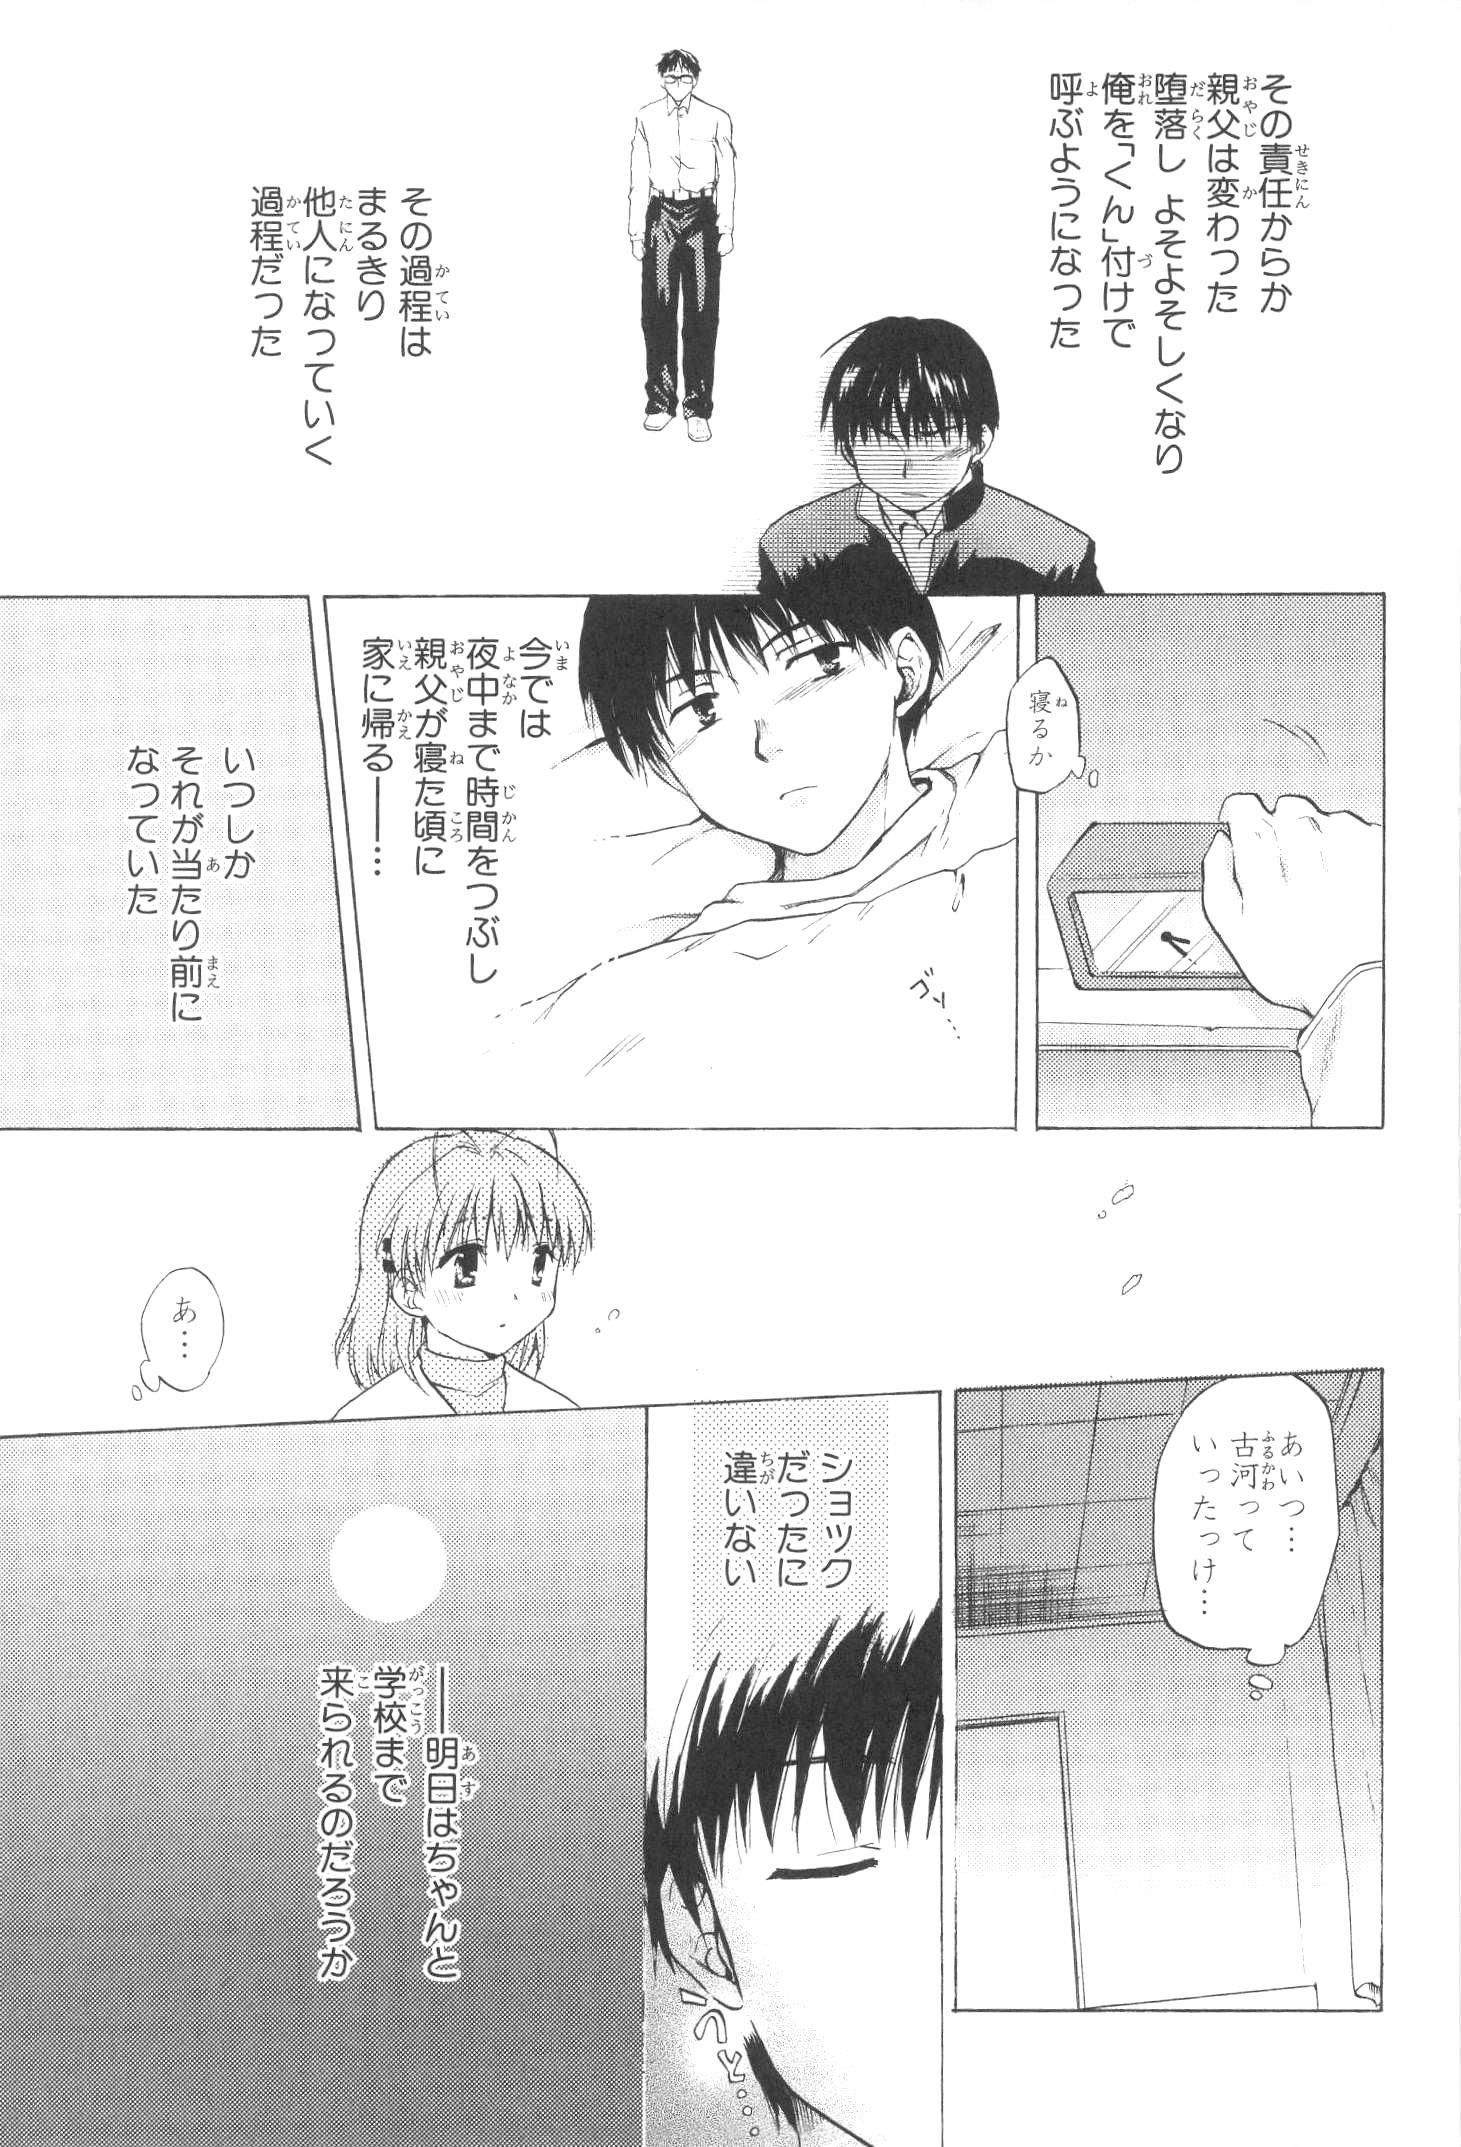 その責任からか
親父は変わった
堕落し よそよそしくなり
俺を「くん」付けで
呼ぶようになった
その過程は
まるきり
他人になっていく
過程だった
寝るか
今では
夜中まで時間をつぶし
親父が寝た頃に
家に帰る――…
ゴソ…
いつしか
それが当たり前に
なっていた
あ…
あいつ…
古河って
いったっけ…
ショック
だったに
違いない
――明日はちゃんと
学校まで
来られるのだろうか